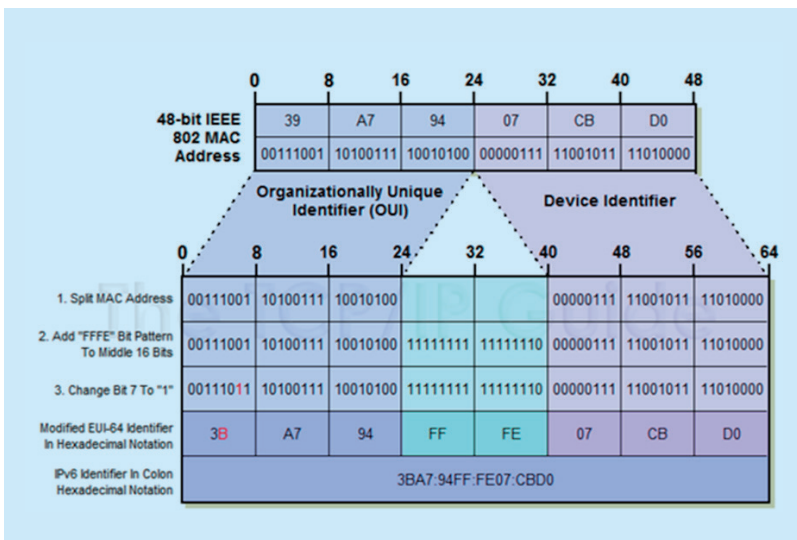 0 8 16 24 32 40 48
48-bit IEEE
802 MAC
Address
39 A7 94 07 CB D0
00111001 10100111 10010100 00000111 11001011 11010000
Organizationally Unique
Identifier (OUI)
Device Identifier
0 8 16 24 32 40 48 56 64
The TCP/IP Guide
1. Split MAC Address 00111001 10100111 10010100 00000111 11001011 11010000
2. Add "FFFE" Bit Pattern
To Middle 16 Bits
00111001 10100111 10010100 11111111 11111110 00000111 11001011 11010000
3. Change Bit 7 To "1" 00111011 10100111 10010100 11111111 11111110 00000111 11001011 11010000
Modified EUI-64 Identifier
In Hexadecimal Notation
3B A7 94 FF FE 07 CB D0
IPv6 Identifier In Colon
Hexadecimal Notation
3BA7:94FF:FE07:CBD0